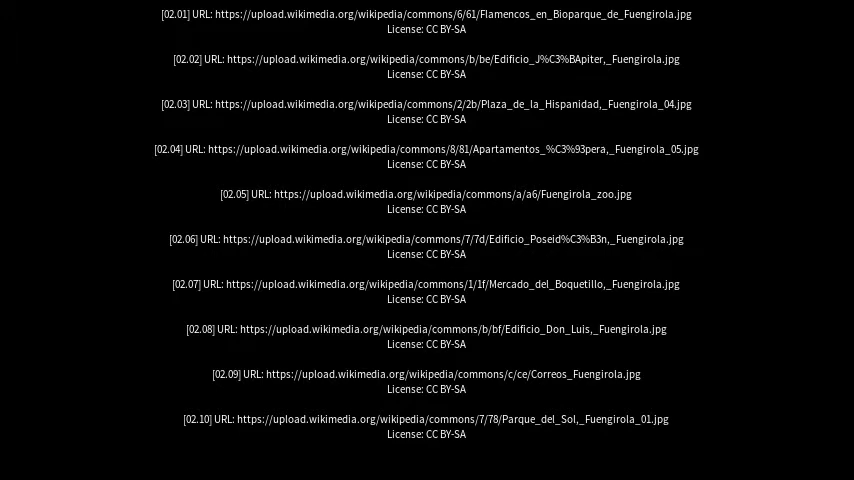 [02.01] URL: https://upload.wikimedia.org/wikipedia/commons/6/61/Flamencos_en_Bioparque_de_Fuengirola.jpg
License: CC BY-SA
[02.02] URL: https://upload.wikimedia.org/wikipedia/commons/b/be/Edificio_J%C3%BApiter,_Fuengirola.jpg
License: CC BY-SA
[02.03] URL: https://upload.wikimedia.org/wikipedia/commons/2/2b/Plaza_de_la_Hispanidad,_Fuengirola_04.jpg
License: CC BY-SA
[02.04] URL: https://upload.wikimedia.org/wikipedia/commons/8/81/Apartamentos_%C3%93pera,_Fuengirola_05.jpg
License: CC BY-SA
[02.05] URL: https://upload.wikimedia.org/wikipedia/commons/a/a6/Fuengirola_zoo.jpg
License: CC BY-SA
[02.06] URL: https://upload.wikimedia.org/wikipedia/commons/7/7d/Edificio_Poseid%C3%B3n,_Fuengirola.jpg
License: CC BY-SA
[02.07] URL: https://upload.wikimedia.org/wikipedia/commons/1/1f/Mercado_del_Boquetillo,_Fuengirola.jpg
License: CC BY-SA
[02.08] URL: https://upload.wikimedia.org/wikipedia/commons/b/bf/Edificio_Don_Luis,_Fuengirola.jpg
License: CC BY-SA
[02.09] URL: https://upload.wikimedia.org/wikipedia/commons/c/ce/Correos_Fuengirola.jpg
License: CC BY-SA
[02.10] URL: https://upload.wikimedia.org/wikipedia/commons/7/78/Parque_del_Sol,_Fuengirola_01.jpg
License: CC BY-SA